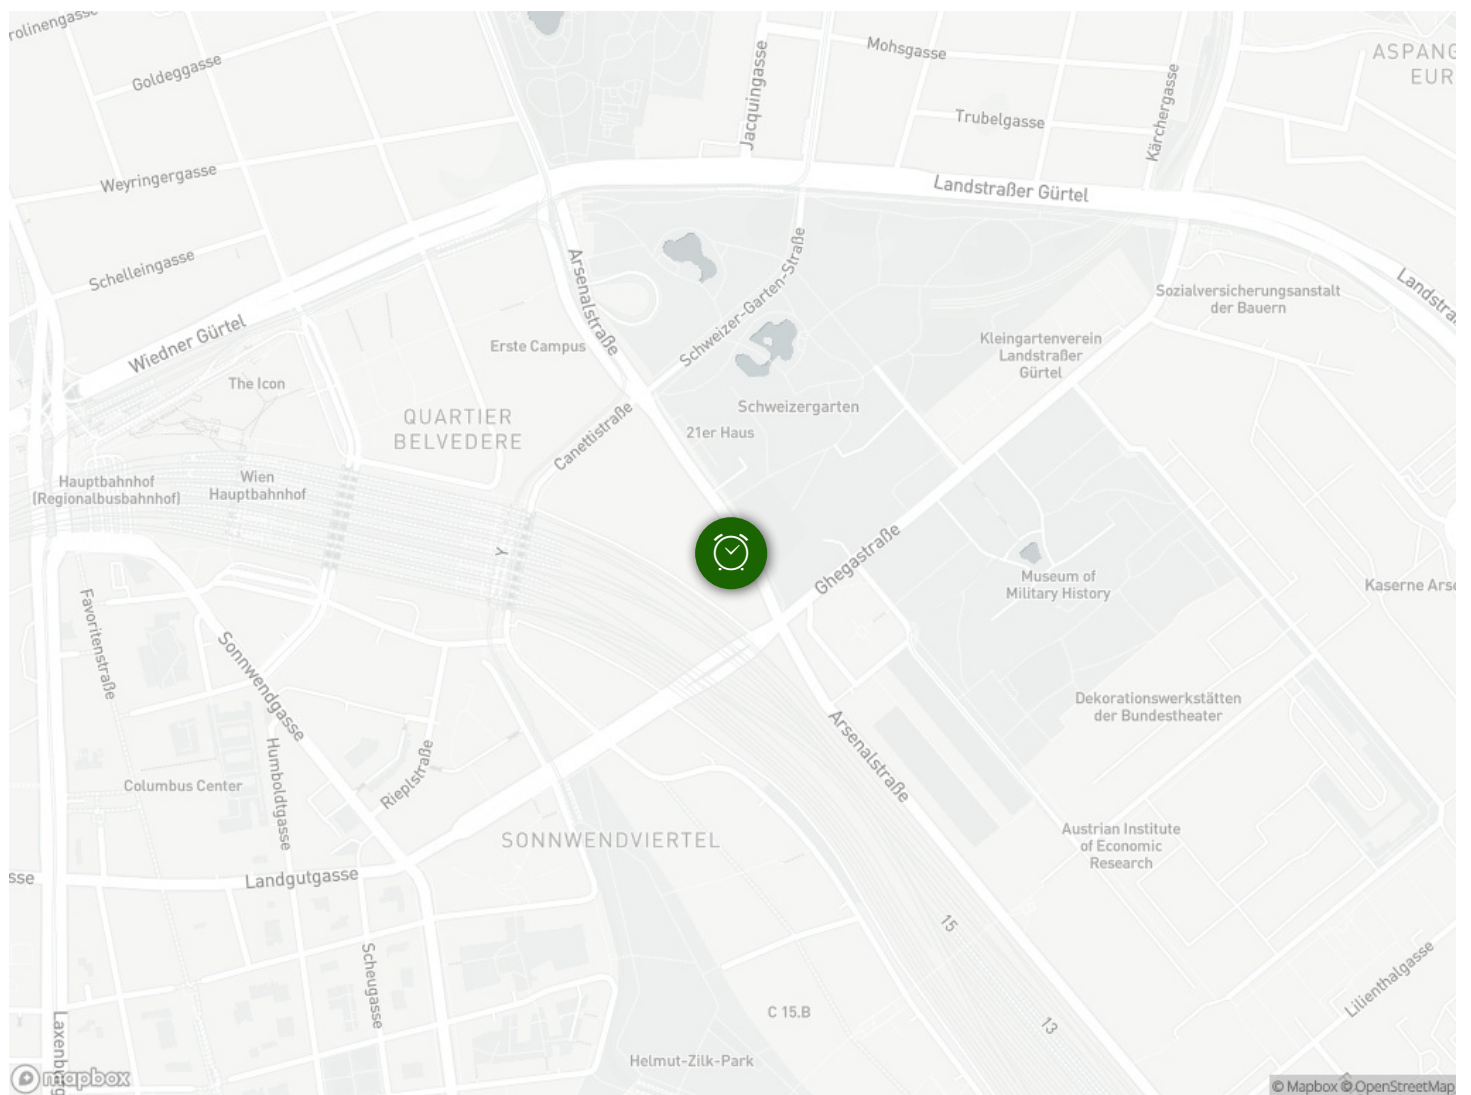 rolinengasse
Goldeggasse
Jacquingasse
Mohsgasse
Trubelgasse
Kärchergasse
ASPANG
EUR
Weyringergasse
Landstraßer Gürtel
Schelleingasse
Arsenalstraße
Schweizer-Garten-Straße
Sozialversicherungsanstalt
der Bauern
Landstra
Wiedner Gürtel
Erste Campus
Kleingartenverein
Landstraßer
Gürtel
The Icon
QUARTIER
BELVEDERE
Canettistraße
Schweizergarten
21er Haus
Hauptbahnhof
(Regionalbusbahnhof)
Wien
Hauptbahnhof
Y
Ghegastraße
Museum of
Military History
Kaserne Arse
Favoritenstraße
Sonnwendgasse
Dekorationswerkstätten
der Bundestheater
Arsenalstraße
Humboldtgasse
Rieplstraße
Columbus Center
SONNWENDVIERTEL
Austrian Institute
of Economic
Research
sse
Landgutgasse
15
Scheugasse
Lilienthalgasse
C 15.B
13
Laxenburg
Helmut-Zilk-Park
mapbox
© Mapbox © OpenStreetMap